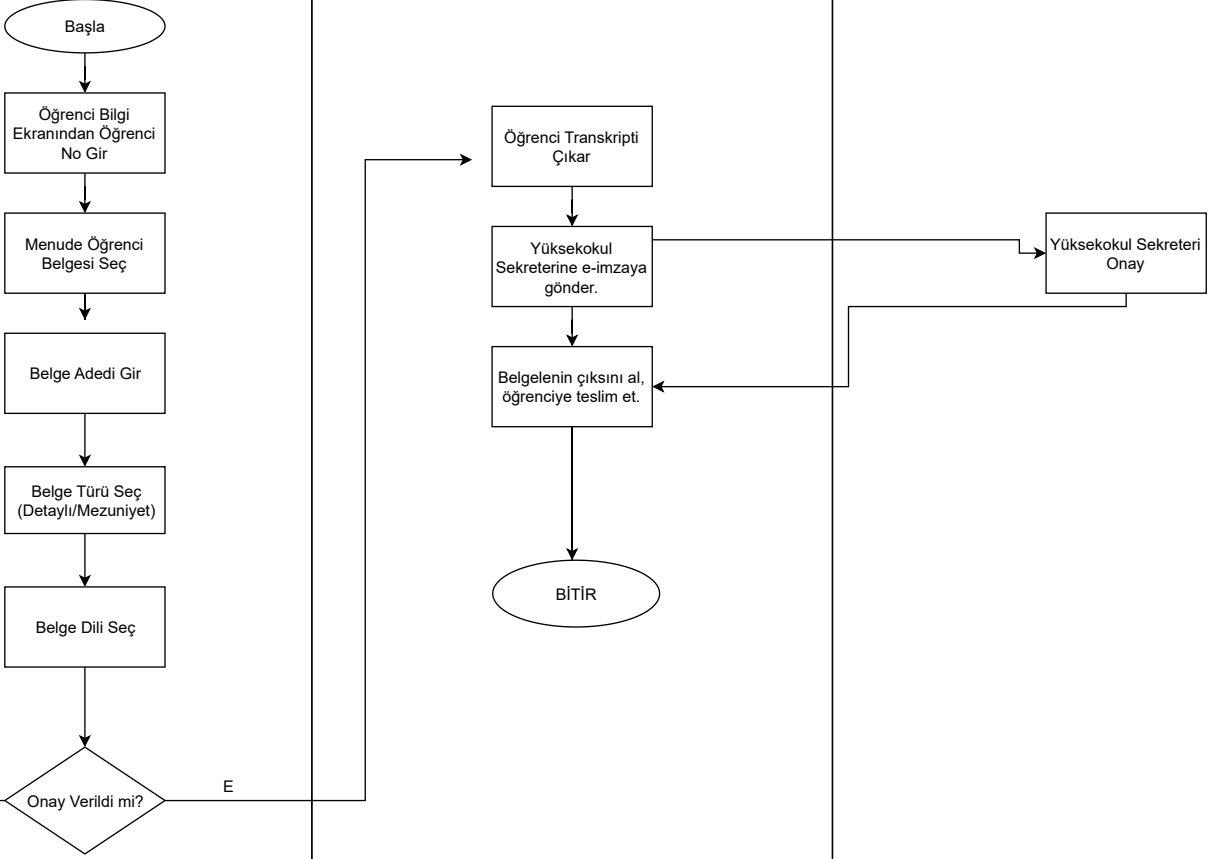 Başla
Öğrenci Bilgi
Ekranından Öğrenci
No Gir
Menude Öğrenci
Belgesi Seç
Belge Adedi Gir
Belge Türü Seç
(Detaylı/Mezuniyet)
Belge Dili Seç
Onay Verildi mi?
E
Öğrenci Transkripti
Çıkar
Yüksekokul
Sekreterine e-imzaya
gönder.
Belgelenin çıksını al,
öğrenciye teslim et.
BİTİR
Yüksekokul Sekreteri
Onay